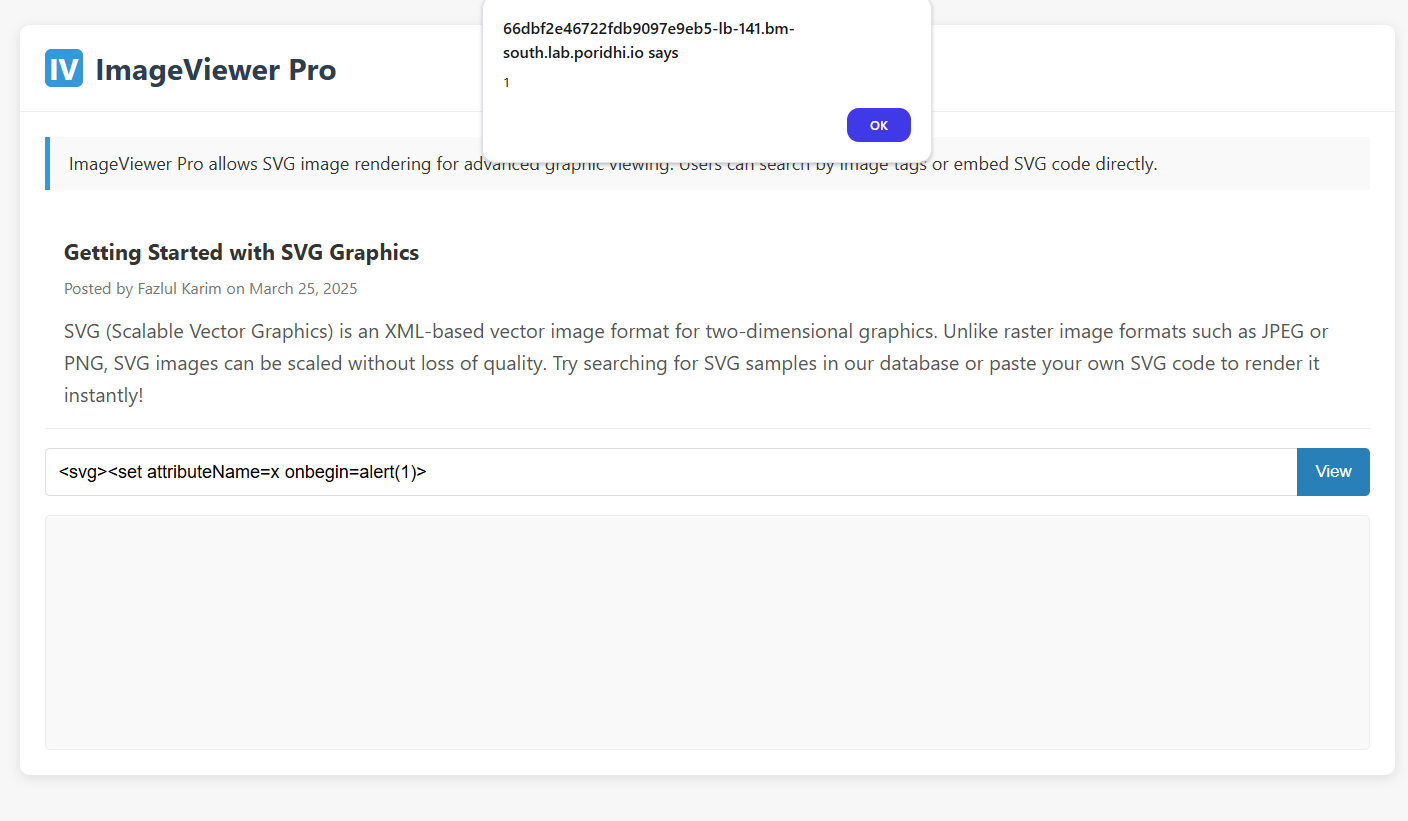 66dbf2e46722fdb9097e9eb5-lb-141.bm-
south.lab.poridhi.io says
1
OK
IV ImageViewer Pro
ImageViewer Pro allows SVG image rendering for advanced graphic viewing. Users can search by image tags or embed SVG code directly.
Getting Started with SVG Graphics
Posted by Fazlul Karim on March 25, 2025
SVG (Scalable Vector Graphics) is an XML-based vector image format for two-dimensional graphics. Unlike raster image formats such as JPEG or
PNG, SVG images can be scaled without loss of quality. Try searching for SVG samples in our database or paste your own SVG code to render it
instantly!
<svg><set attributeName=x onbegin=alert(1)>
View